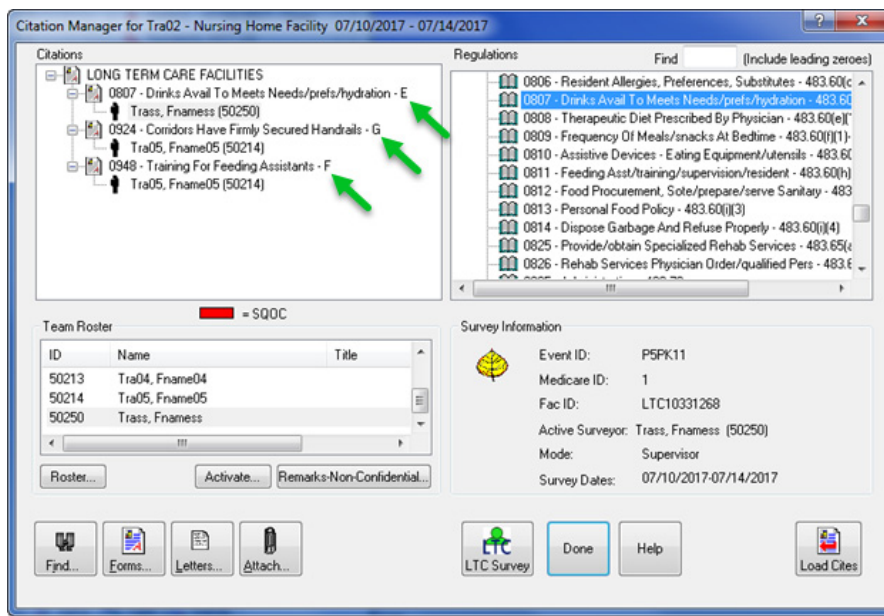 Citation Manager for Tra02 - Nursing Home Facility 07/10/2017 - 07/14/2017
Citations
LONG TERM CARE FACILITIES
0807 - Drinks Avail To Meets Needs/prefs/hydration - E
Trass, Fnamess (50250)
0924 - Corridors Have Firmly Secured Handrails - G
Tra05, Fname05 (50214)
0948 - Training For Feeding Assistants - F
Tra05, Fname05 (50214)
Regulations
Find
(Include leading zeroes)
0806 - Resident Allergies, Preferences, Substitutes - 483.60(c
0807 - Drinks Avail To Meets Needs/prefs/hydration - 483.60
0808 - Therapeutic Diet Prescribed By Physician - 483.60(e)(
0809 - Frequency Of Meals/snacks At Bedtime - 483.60(f)(1)-
0810 - Assistive Devices - Eating Equipment/utensils - 483.60
0811 - Feeding Asst/training/supervision/resident - 483.60(h)
0812 - Food Procurement, Sote/prepare/serve Sanitary - 483
0813 - Personal Food Policy - 483.60(i)(3)
0814 - Dispose Garbage And Refuse Properly - 483.60(i)(4)
0825 - Provide/obtain Specialized Rehab Services - 483.65(a
0826 - Rehab Services Physician Order/qualified Pers - 483.6
= SQOC
Team Roster
ID Name Title
50213 Tra04, Fname04
50214 Tra05, Fname05
50250 Trass, Fnamess
Roster...
Activate...
Remarks-Non-Confidential...
Survey Information
Event ID: P5PK11
Medicare ID: 1
Fac ID: LTC10331268
Active Surveyor: Trass, Fnamess (50250)
Mode: Supervisor
Survey Dates: 07/10/2017-07/14/2017
Find...
Forms...
Letters...
Attach...
LTC
LTC Survey
Done
Help
Load Cites